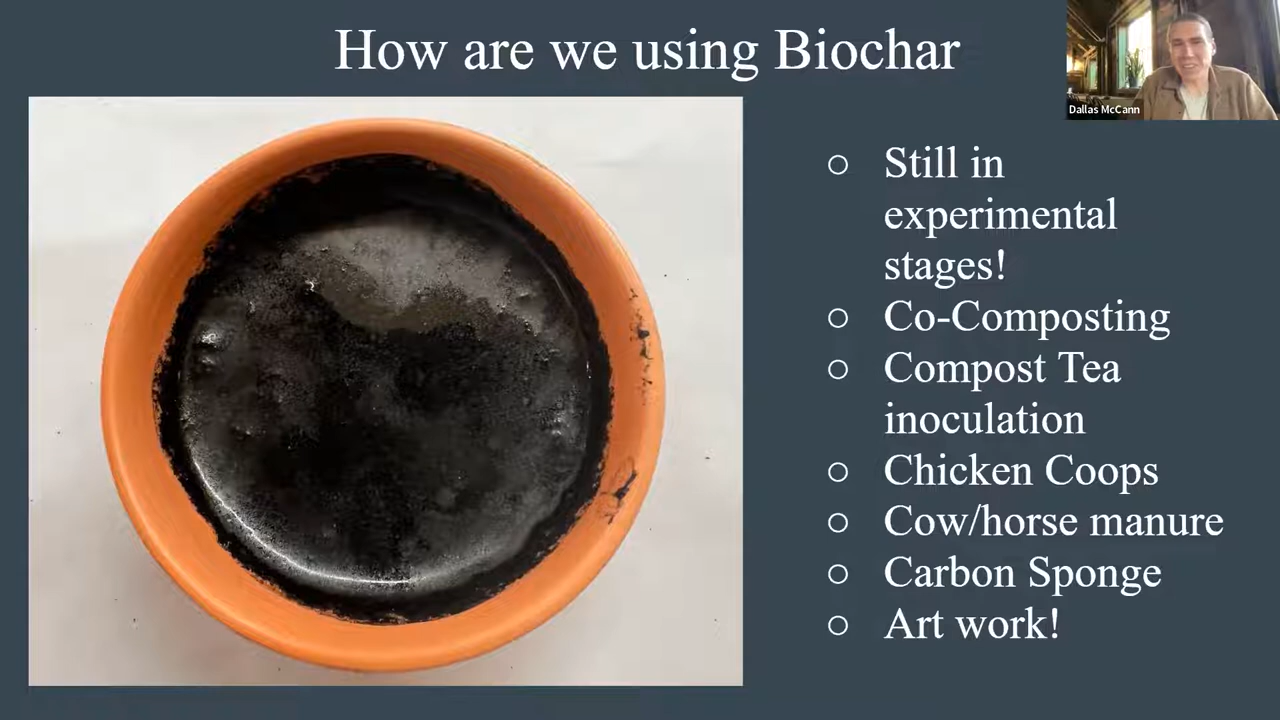 How are we using Biochar
Dallas McCann
Still in
experimental
stages!
Co-Composting
Compost Tea
inoculation
Chicken Coops
Cow/horse manure
Carbon Sponge
Art work!